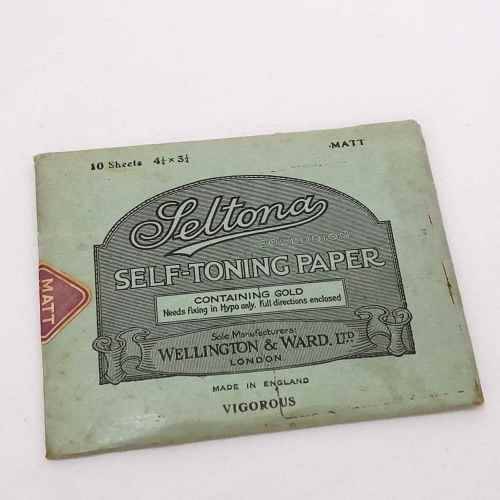 10 Sheets 4¼ × 3¼ MATT
Seltona
COLLODION
SELF-TONING PAPER
CONTAINING GOLD
Needs fixing in Hypo only. Full directions enclosed
MATT
Sole Manufacturers:
WELLINGTON & WARD, LTD
LONDON
MADE IN ENGLAND
VIGOROUS